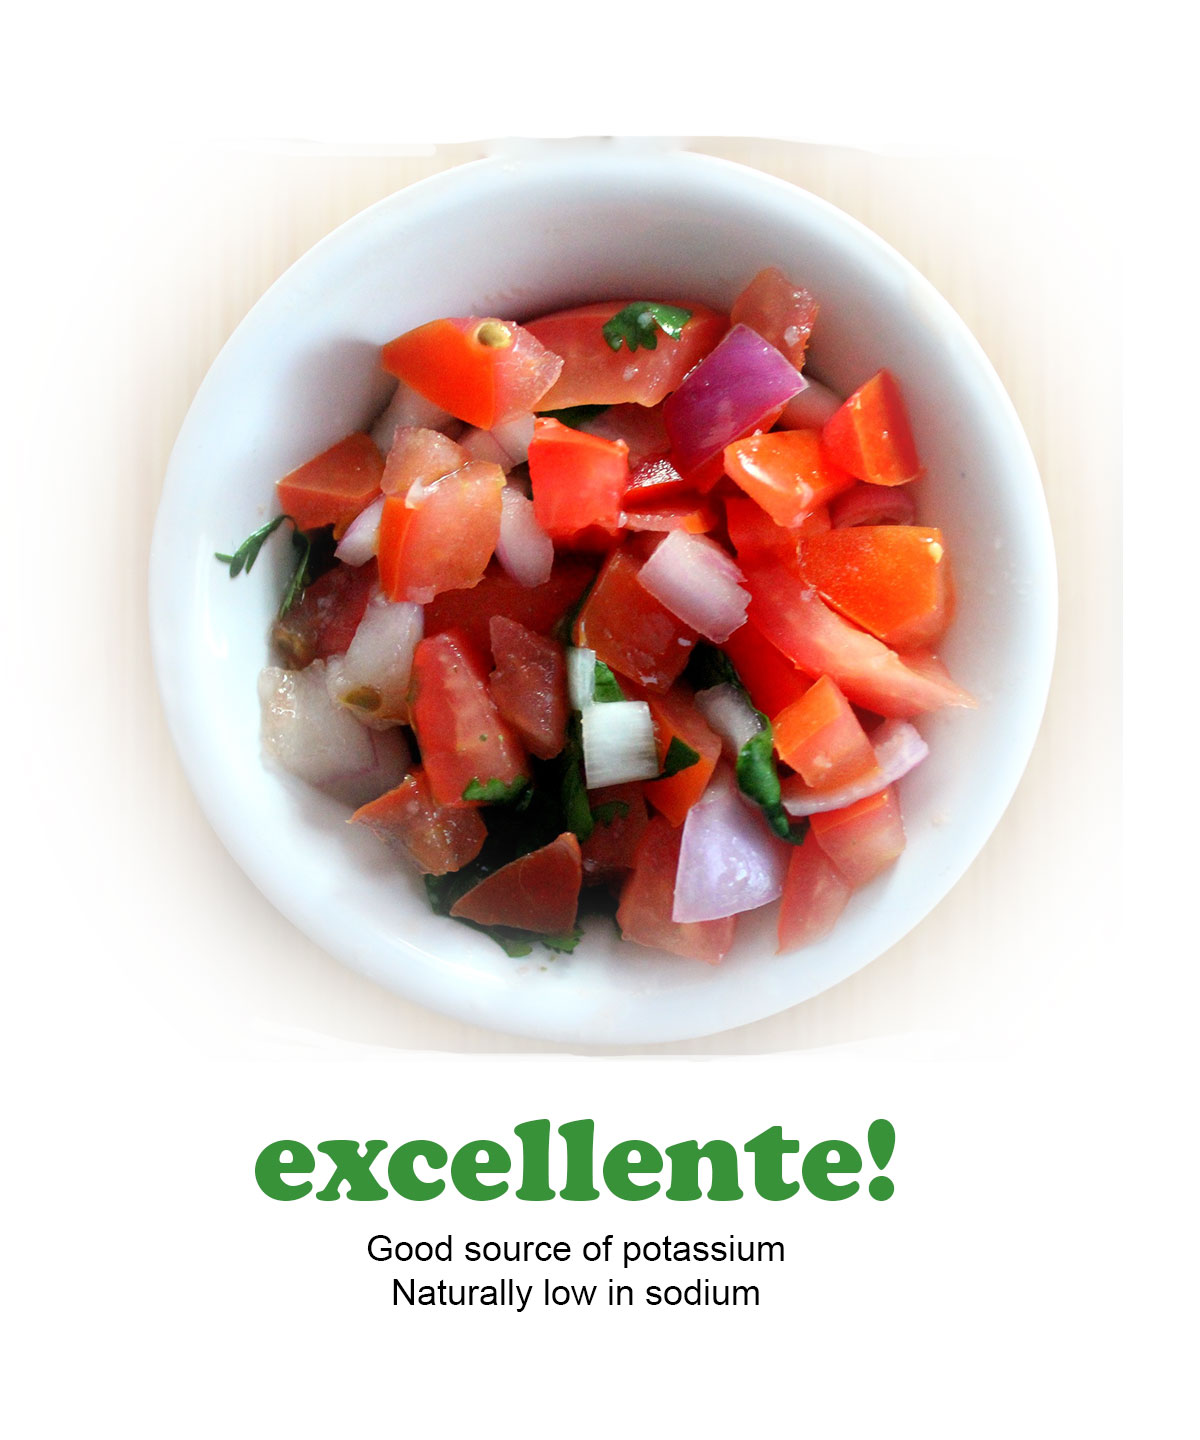 excellente!
Good source of potassium
Naturally low in sodium